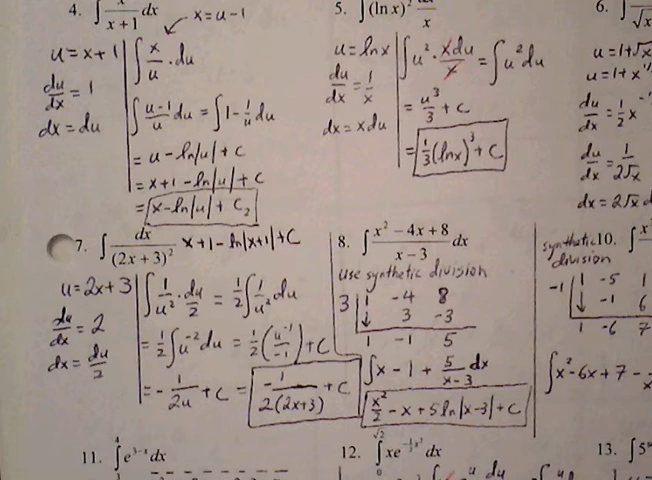 4. ∫ x/(x+1) dx
x = u-1
u = x+1
du/dx = 1
dx = du
∫ x/u · du
∫ (u-1)/u du = ∫ 1 - 1/u du
= u - ln|u| + C
= x+1 - ln|u| + C
= x - ln|u| + C₂
5. ∫ (ln x)² dx/x
u = ln x
du/dx = 1/x
dx = x du
∫ u² · x du/x = ∫ u² du
= u³/3 + C
= 1/3 (ln x)³ + C
6.
u = 1+√x
u = 1+x
du/dx = 1/2 x
du/dx = 1/(2√x)
dx = 2√x d
7. ∫ dx/(2x+3)²
x+1 - ln|x+1| + C
u = 2x+3
du/dx = 2
dx = du/2
∫ 1/u² · du/2 = 1/2 ∫ 1/u² du
= 1/2 ∫ u⁻² du = 1/2 (u⁻¹/-1) + C
= - 1/(2u) + C = -1/(2(2x+3)) + C
8. ∫ (x² - 4x + 8)/(x - 3) dx
use synthetic division
3 | 1 -4 8
↓ 3 -3
1 -1 5
∫ x - 1 + 5/(x-3) dx
x²/2 - x + 5 ln|x-3| + C
synthetic division
10. ∫
-1 | 1 -5 1
↓ -1 6
1 -6 7
∫ x² - 6x + 7 -
11. ∫ e³⁻ˣ dx
12. ∫ xe dx
13. ∫ 5